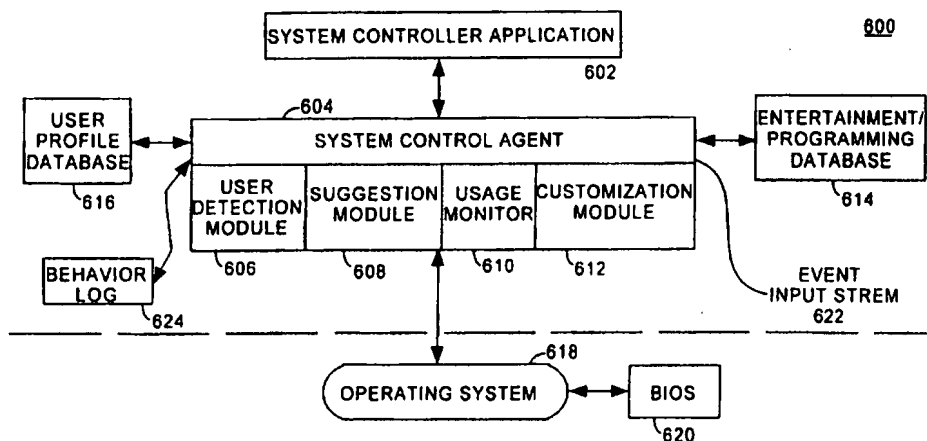 600
SYSTEM CONTROLLER APPLICATION
602
604
USER
PROFILE
DATABASE
616
SYSTEM CONTROL AGENT
ENTERTAINMENT/
PROGRAMMING
DATABASE
614
USER
DETECTION
MODULE
606
SUGGESTION
MODULE
608
USAGE
MONITOR
610
CUSTOMIZATION
MODULE
612
BEHAVIOR
LOG
624
EVENT
INPUT STREM
622
618
OPERATING SYSTEM
BIOS
620